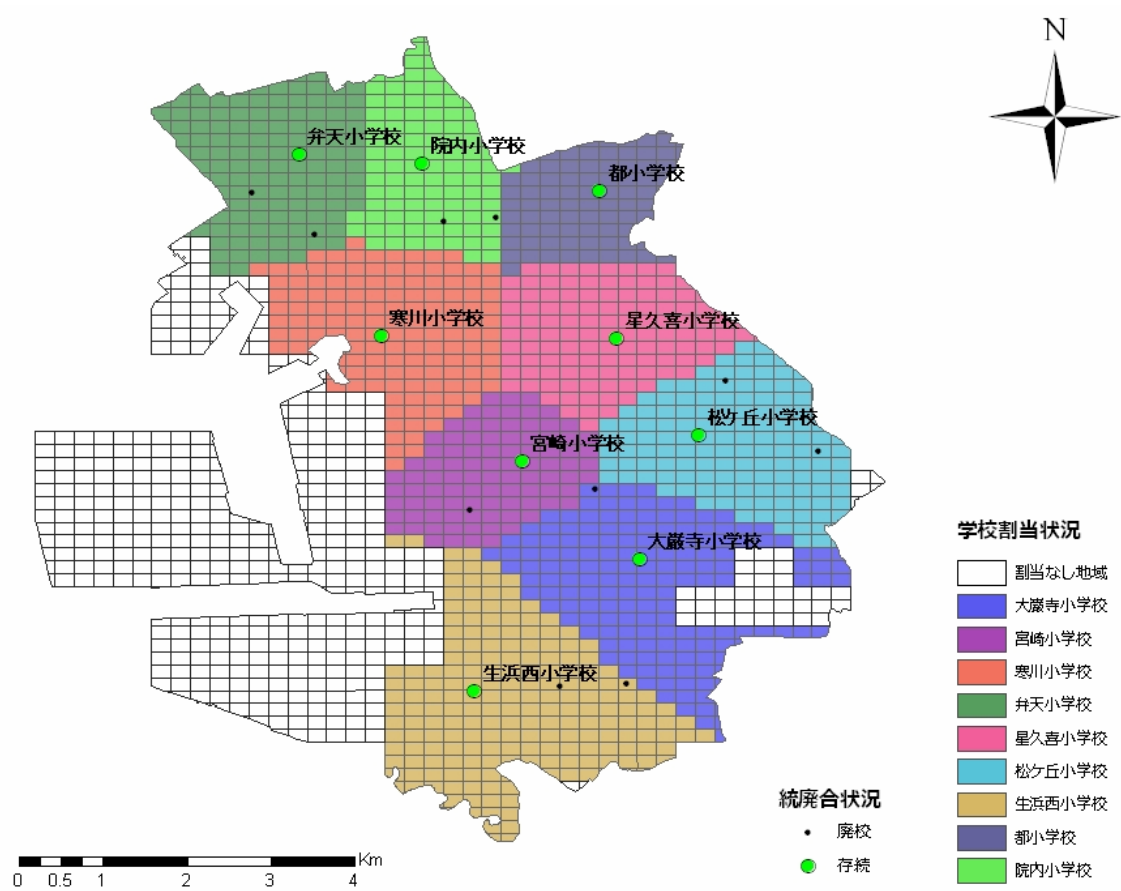 N
弁天小学校
院内小学校
都小学校
寒川小学校
星久喜小学校
松ケ丘小学校
宮崎小学校
大巌寺小学校
生浜西小学校
学校割当状況
割当なし地域
大巌寺小学校
宮崎小学校
寒川小学校
弁天小学校
星久喜小学校
松ケ丘小学校
生浜西小学校
都小学校
院内小学校
統廃合状況
廃校
存続
Km
0 0.5 1 2 3 4